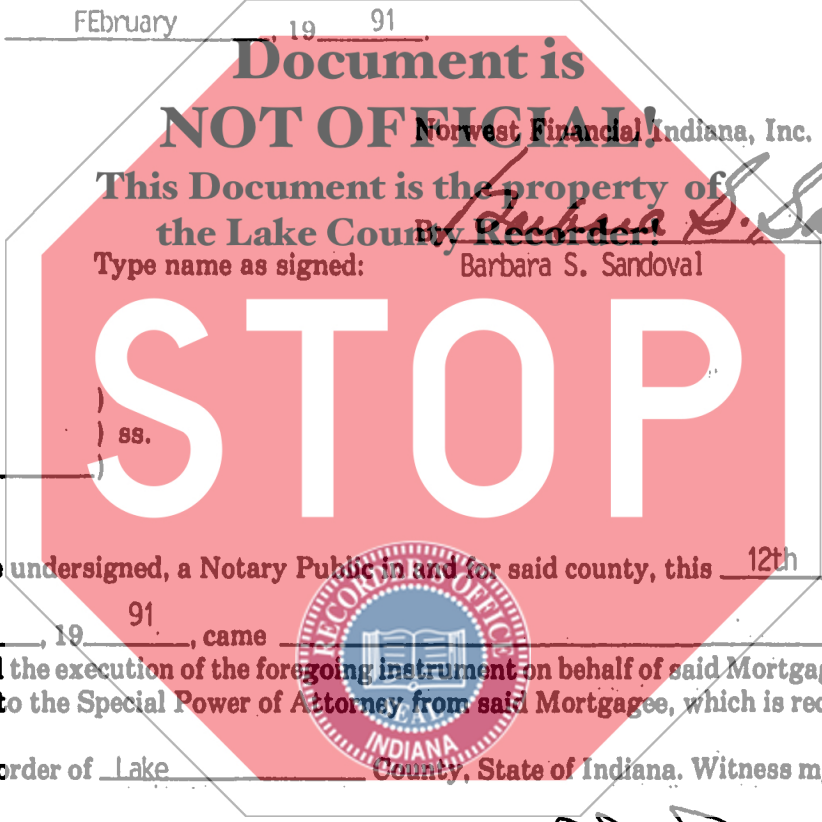 FEbruary , 19 91 .
Document is
NOT OFFICIAL!
Norwest Financial Indiana, Inc.
This Document is the property of
the Lake County Recorder!
By Barbara S.
Type name as signed: Barbara S. Sandoval
STOP
)
) ss.
)
undersigned, a Notary Public in and for said county, this 12th
, 19 91 , came
the execution of the foregoing instrument on behalf of said Mortgag
to the Special Power of Attorney from said Mortgagee, which is rec
RECORDER'S OFFICE
SEAL
INDIANA
order of Lake County, State of Indiana. Witness m